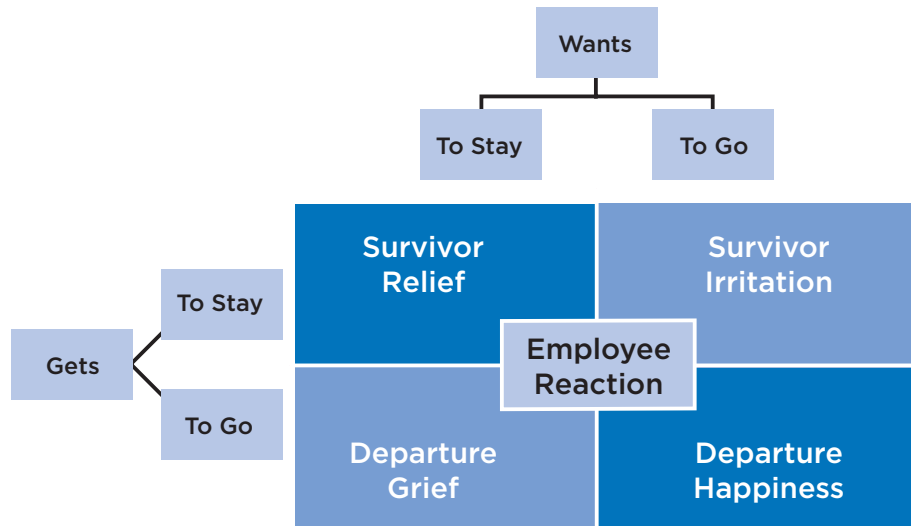 Wants
To Stay
To Go
Survivor
Relief
Survivor
Irritation
To Stay
Gets
To Go
Employee
Reaction
Departure
Grief
Departure
Happiness